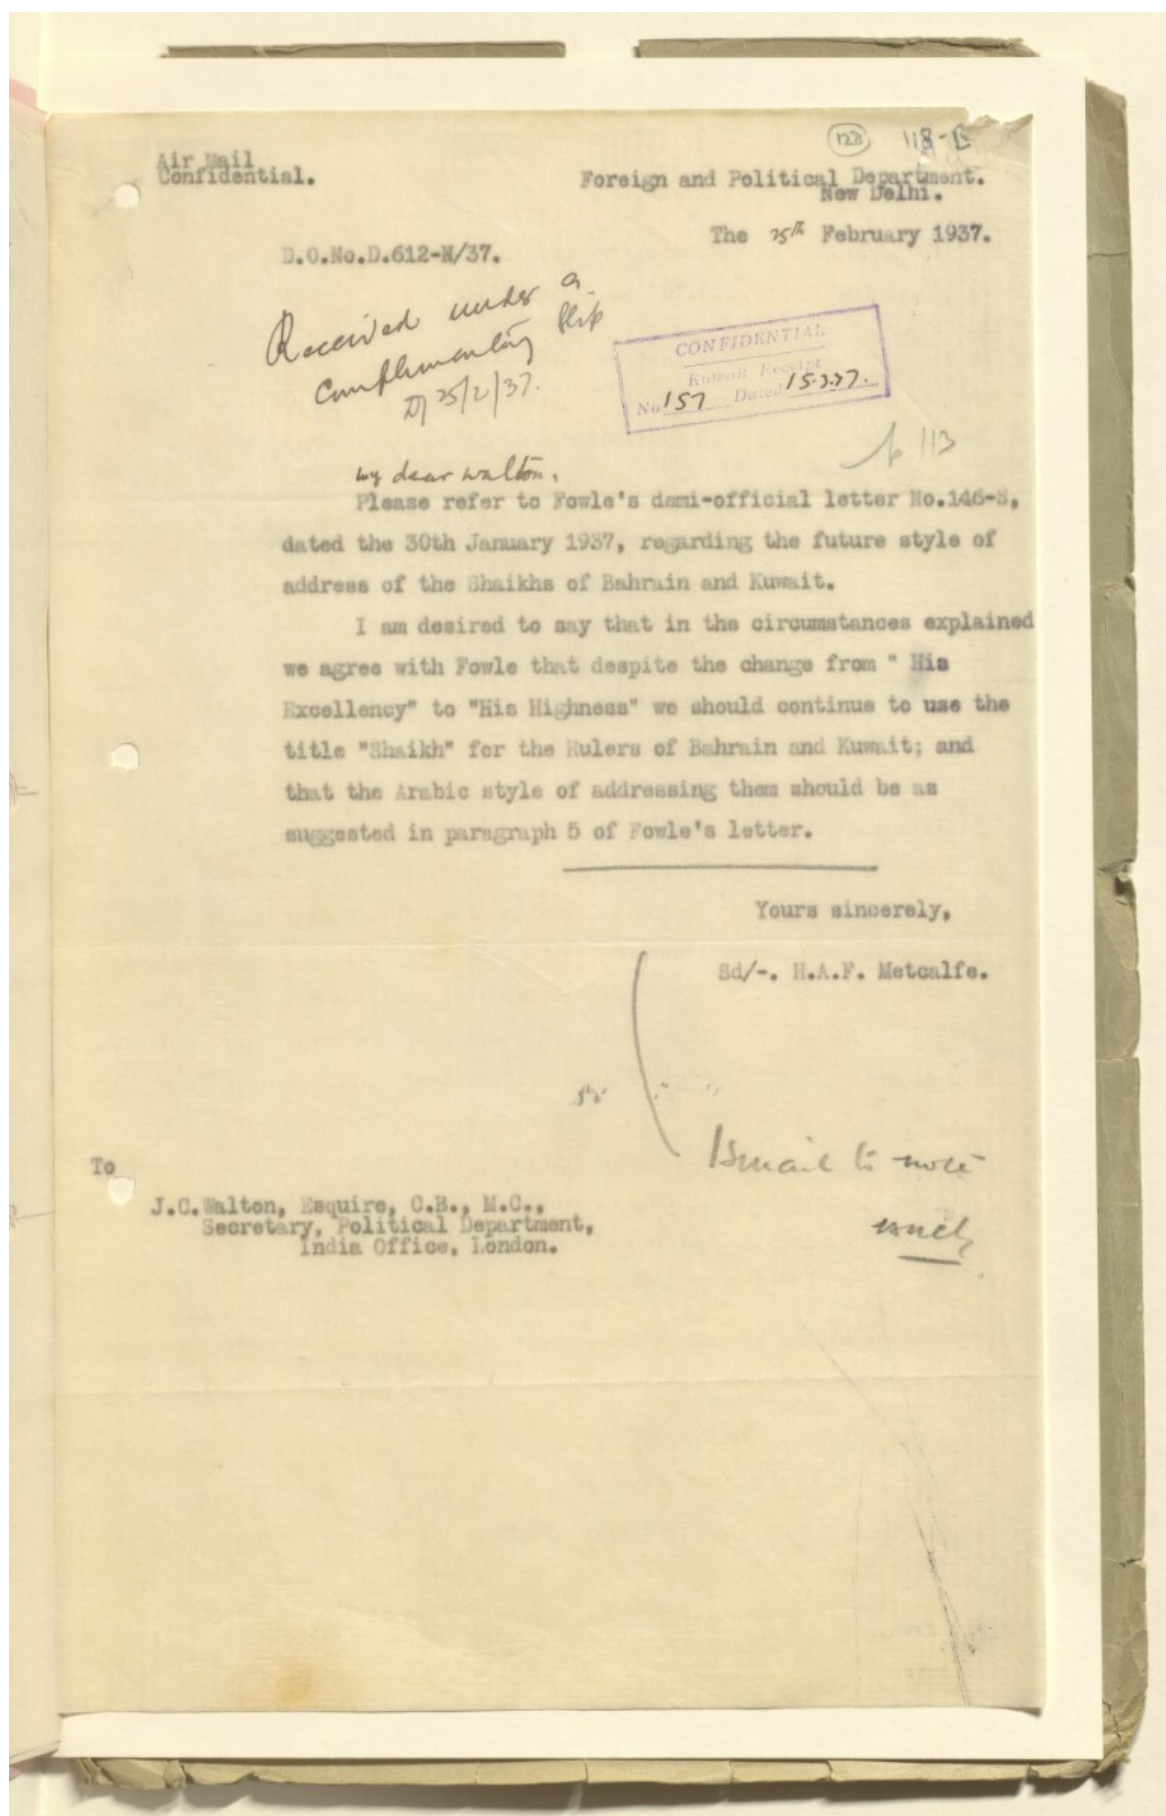 128 118-B
Air Mail
Confidential.
Foreign and Political Department.
New Delhi.
The 25th February 1937.
D.O.No.D.612-N/37.
Received under a
Complimentary Slip
D/ 25/2/37.
CONFIDENTIAL
Kuwait Receipt
No 157 Dated 15.3.37.
p 113
My dear Walton,
Please refer to Fowle's demi-official letter No.146-S,
dated the 30th January 1937, regarding the future style of
address of the Shaikhs of Bahrain and Kuwait.
I am desired to say that in the circumstances explained
we agree with Fowle that despite the change from " His
Excellency" to "His Highness" we should continue to use the
title "Shaikh" for the Rulers of Bahrain and Kuwait; and
that the Arabic style of addressing them should be as
suggested in paragraph 5 of Fowle's letter.
Yours sincerely,
Sd/-. H.A.F. Metcalfe.
Ismail to note
To
J.C.Walton, Esquire, C.B., M.C.,
Secretary, Political Department,
India Office, London.